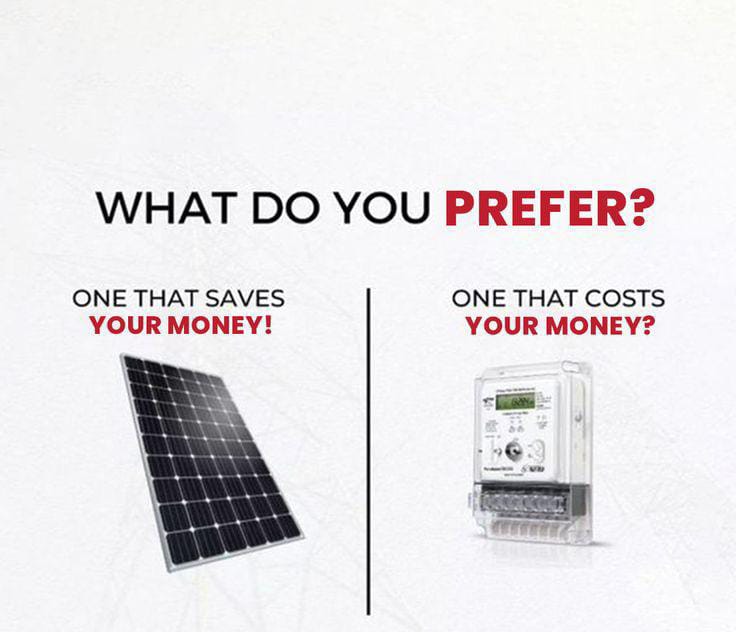 WHAT DO YOU PREFER?
ONE THAT SAVES
YOUR MONEY!
ONE THAT COSTS
YOUR MONEY?